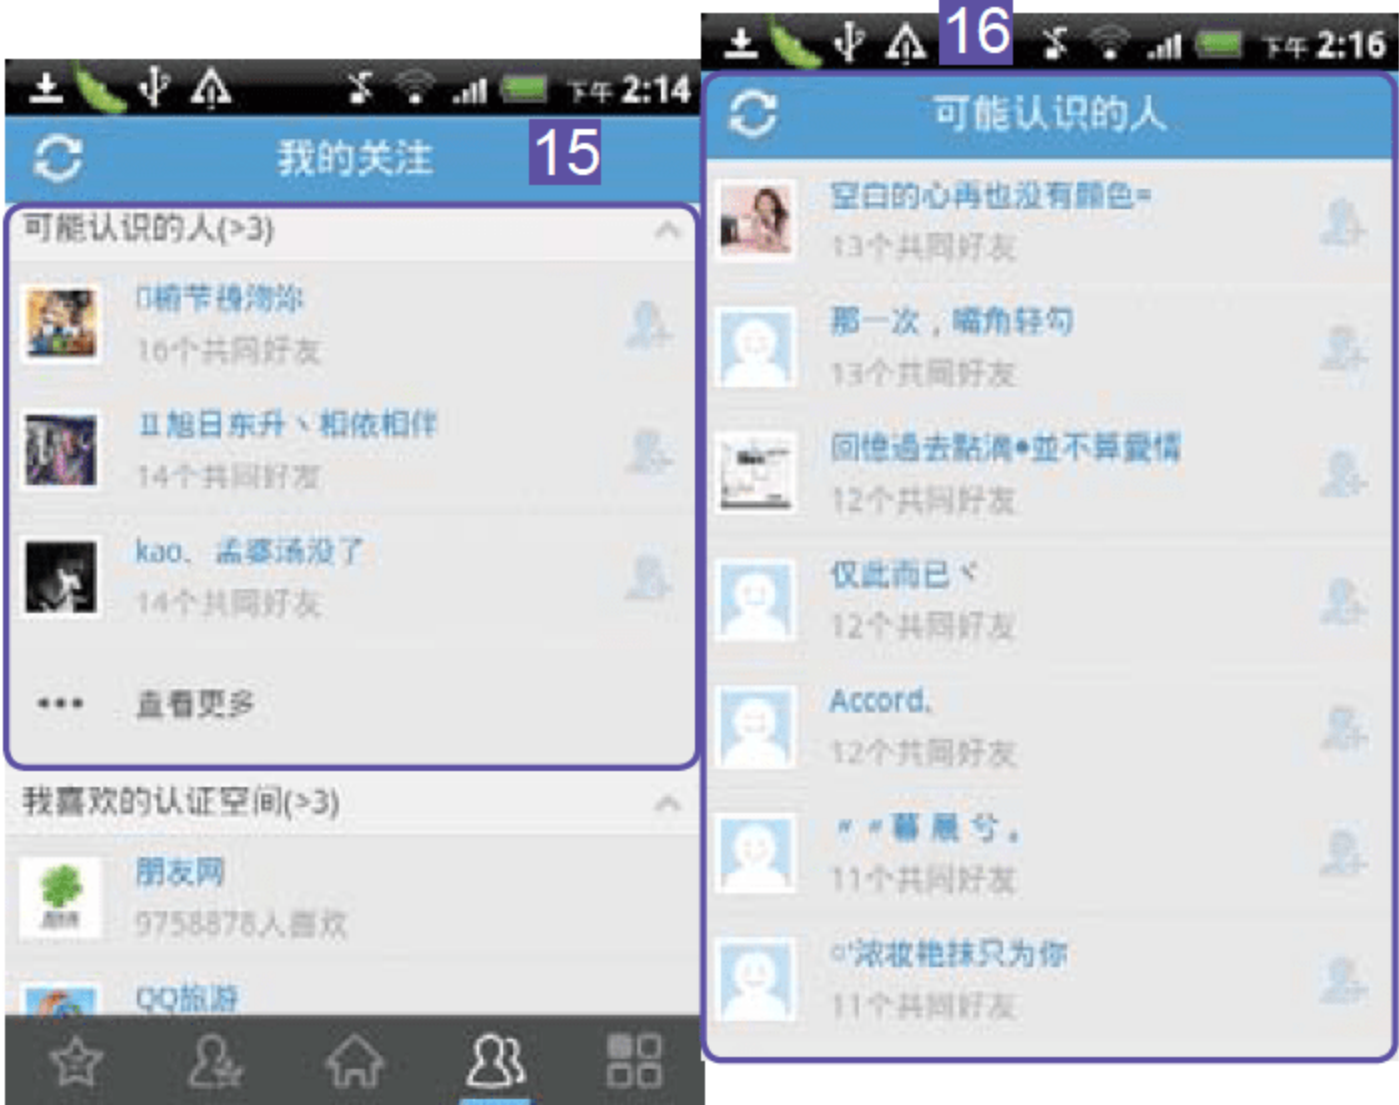 下午 2:14
我的关注
15
可能认识的人(>3)
16个共同好友
II旭日东升丶相依相伴
14个共同好友
kao、孟婆汤没了
14个共同好友
查看更多
我喜欢的认证空间(>3)
朋友网
9758878人喜欢
QQ旅游
16
下午 2:16
可能认识的人
空白的心再也没有颜色=
13个共同好友
那一次，嘴角轻勾
13个共同好友
回憶過去點滴●並不算愛情
12个共同好友
仅此而已ヾ
12个共同好友
Accord、
12个共同好友
〃〃暮晨兮。
11个共同好友
○'浓妆艳抹只为你
11个共同好友